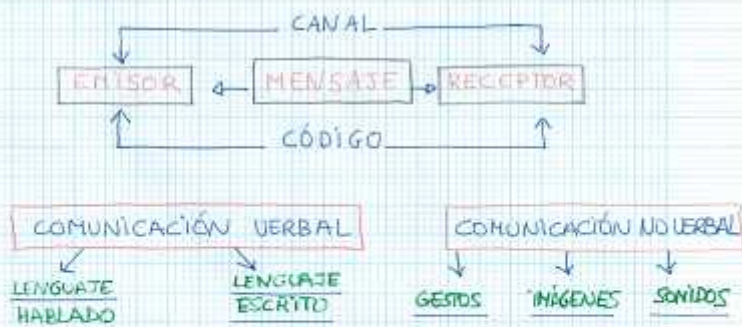 CANAL
EMISOR MENSAJE RECEPTOR
CÓDIGO
COMUNICACIÓN VERBAL COMUNICACIÓN NO VERBAL
LENGUAJE LENGUAJE
HABLADO ESCRITO GESTOS IMÁGENES SONIDOS